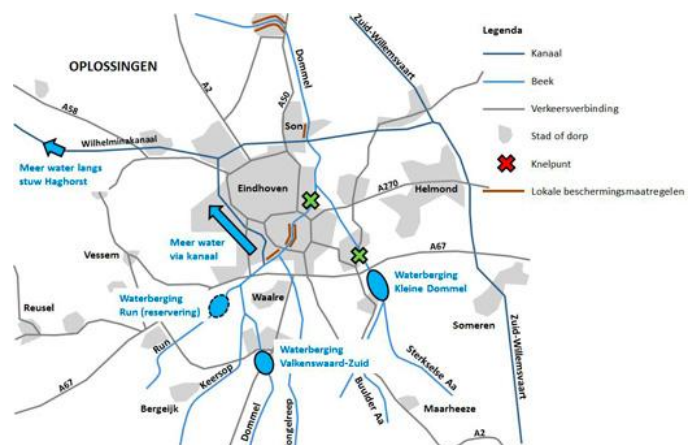 OPLOSSINGEN
Zuid-Willemsvaart
Dommel
A2
A50
A58
Son
Wilhelminakanaal
Meer water langs
stuw Haghorst
Eindhoven
A270
Helmond
Meer water
via kanaal
A67
Vessem
Waterberging
Kleine Dommel
Waterberging
Run (reservering)
Waalre
Reusel
Someren
Zuid-Willemsvaart
Run
Waterberging
Valkenswaard-Zuid
Sterkselse Aa
Keersop
A67
Bergeijk
Dommel
ongelreep
Buulder Aa
Maarheeze
A2
Legenda
Kanaal
Beek
Verkeersverbinding
Stad of dorp
Knelpunt
Lokale beschermingsmaatregelen